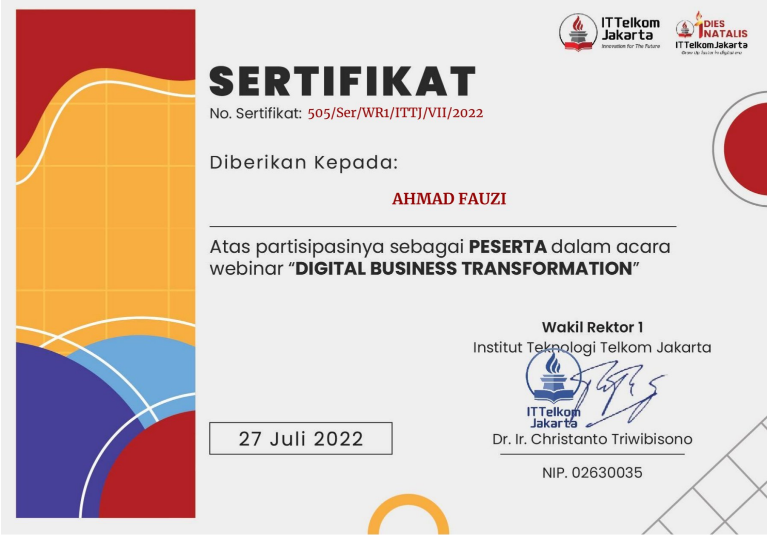 ITTelkom
Jakarta
Innovation for The Future
DIES
NATALIS
ITTelkomJakarta
SERTIFIKAT
No. Sertifikat: 505/Ser/WR1/ITTJ/VII/2022
Diberikan Kepada:
AHMAD FAUZI
Atas partisipasinya sebagai PESERTA dalam acara
webinar “DIGITAL BUSINESS TRANSFORMATION”
Wakil Rektor 1
Institut Teknologi Telkom Jakarta
ITTelkom
Jakarta
27 Juli 2022
Dr. Ir. Christanto Triwibisono
NIP. 02630035